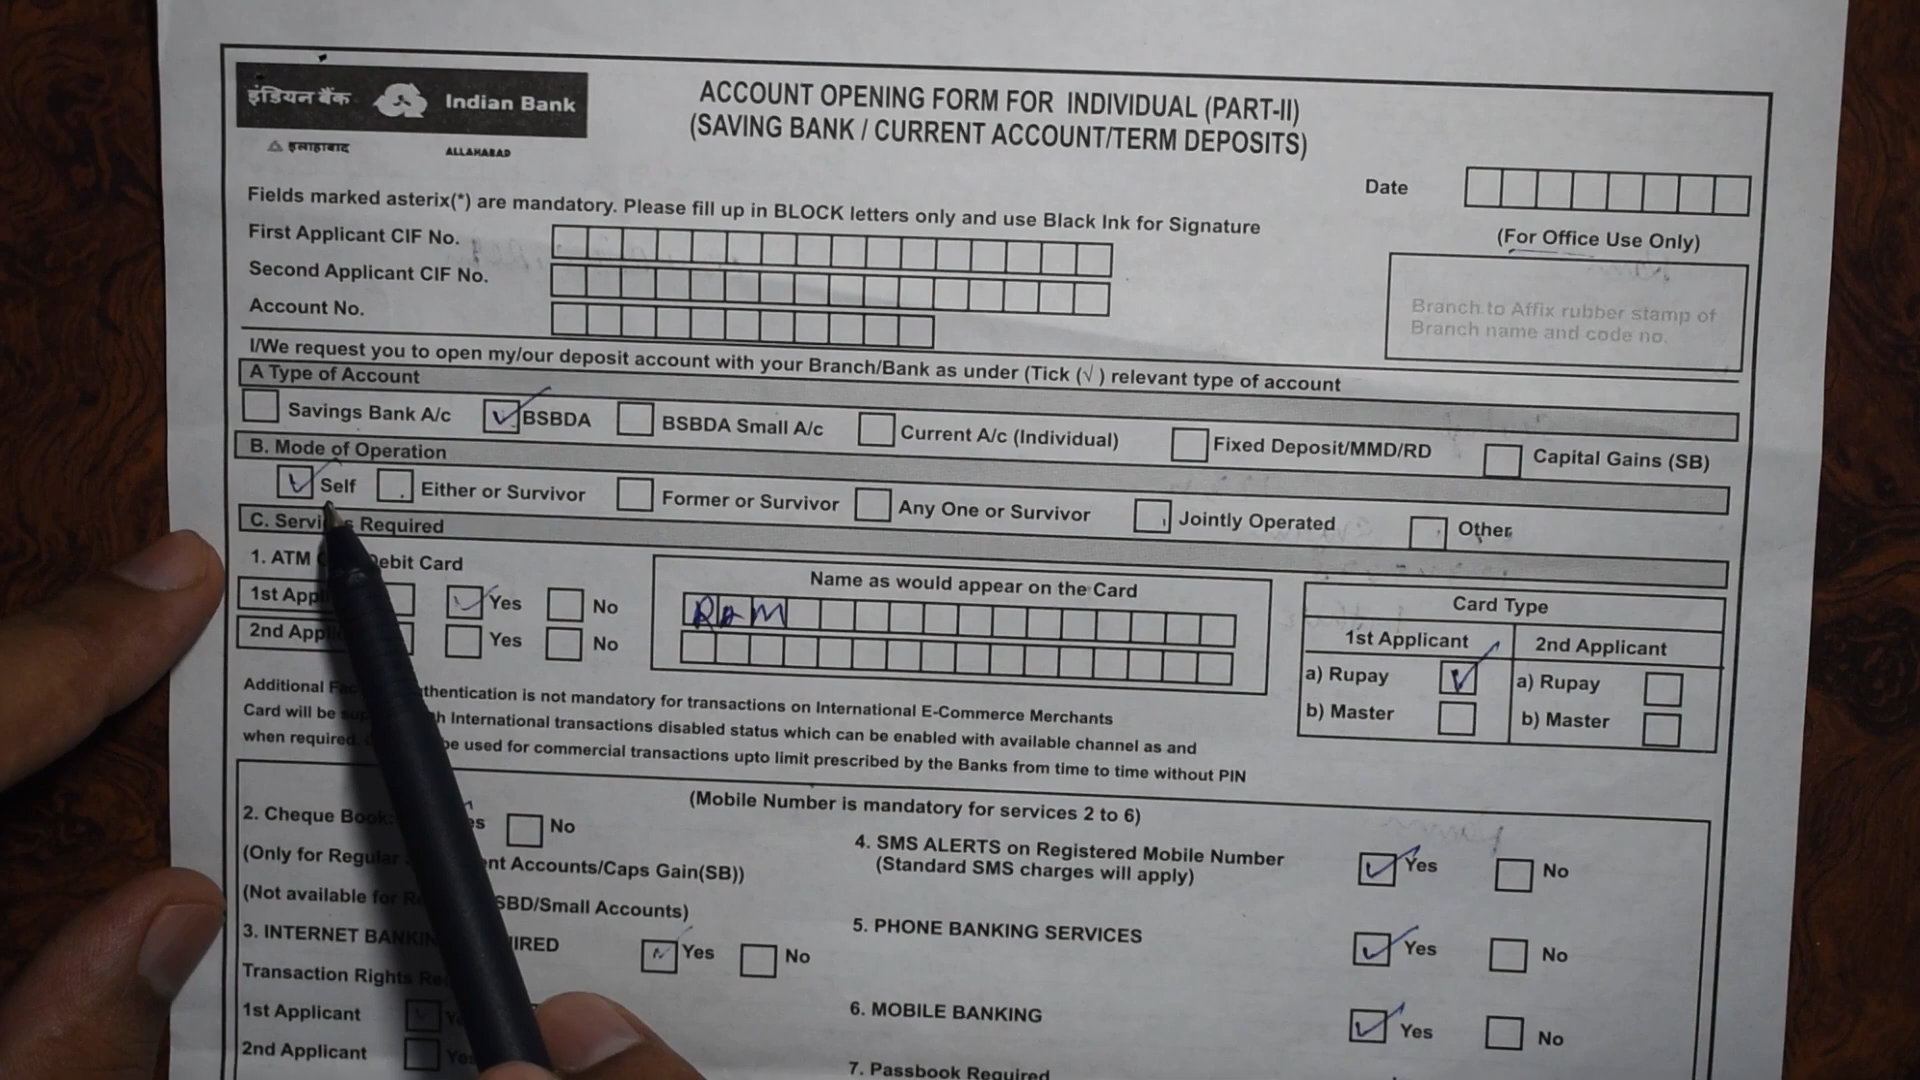 इंडियन बैंक Indian Bank
इलाहाबाद ALLAHABAD
ACCOUNT OPENING FORM FOR INDIVIDUAL (PART-II)
(SAVING BANK / CURRENT ACCOUNT/TERM DEPOSITS)
Date
Fields marked asterix(*) are mandatory. Please fill up in BLOCK letters only and use Black Ink for Signature
(For Office Use Only)
First Applicant CIF No.
Second Applicant CIF No.
Account No.
Branch to Affix rubber stamp of
Branch name and code no.
I/We request you to open my/our deposit account with your Branch/Bank as under (Tick (√ ) relevant type of account
A Type of Account
Savings Bank A/c BSBDA BSBDA Small A/c Current A/c (Individual) Fixed Deposit/MMD/RD Capital Gains (SB)
B. Mode of Operation
Self Either or Survivor Former or Survivor Any One or Survivor Jointly Operated Other
C. Required
1. ATM Debit Card
Name as would appear on the Card
Card Type
1st Yes No RAM
1st Applicant 2nd Applicant
2nd Yes No
a) Rupay a) Rupay
b) Master b) Master
Additional is not mandatory for transactions on International E-Commerce Merchants
Card will be International transactions disabled status which can be enabled with available channel as and
when required. be used for commercial transactions upto limit prescribed by the Banks from time to time without PIN
(Mobile Number is mandatory for services 2 to 6)
2. Cheque No
(Only for Regular Accounts/Caps Gain(SB))
(Not available for Accounts)
3. INTERNET Yes No
Transaction Rights
1st Applicant
2nd Applicant
4. SMS ALERTS on Registered Mobile Number Yes No
(Standard SMS charges will apply)
5. PHONE BANKING SERVICES Yes No
6. MOBILE BANKING Yes No
7. Passbook Required